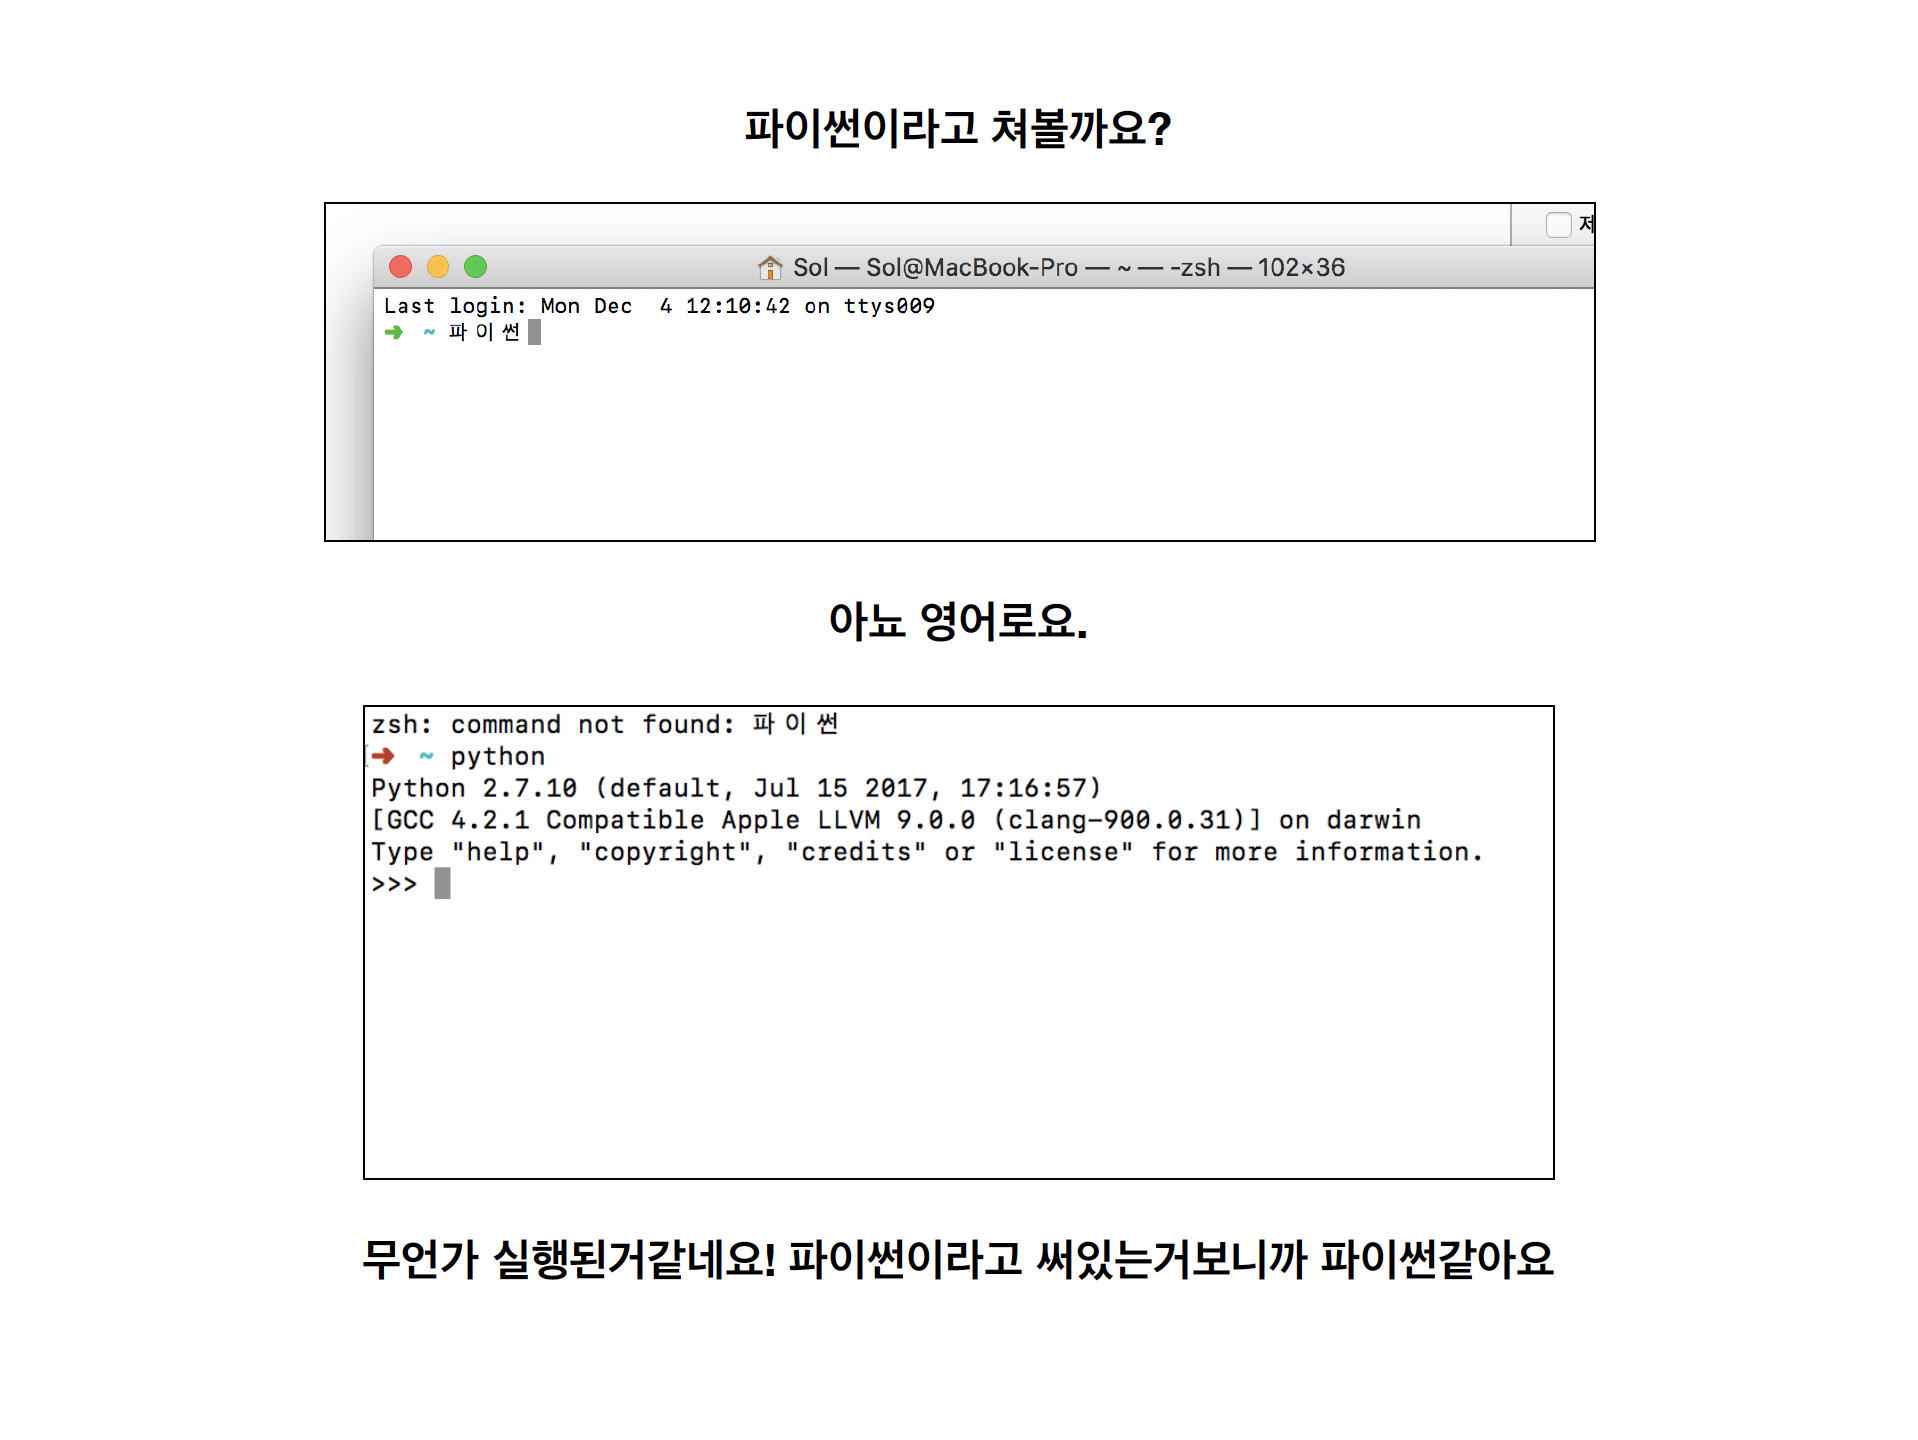 파이썬이라고 쳐볼까요?
제
Sol — Sol@MacBook-Pro — ~ — -zsh — 102×36
Last login: Mon Dec  4 12:10:42 on ttys009
➜  ~ 파이썬
아뇨 영어로요.
zsh: command not found: 파이썬
[➜  ~ python
Python 2.7.10 (default, Jul 15 2017, 17:16:57)
[GCC 4.2.1 Compatible Apple LLVM 9.0.0 (clang-900.0.31)] on darwin
Type "help", "copyright", "credits" or "license" for more information.
>>>
무언가 실행된거같네요! 파이썬이라고 써있는거보니까 파이썬같아요